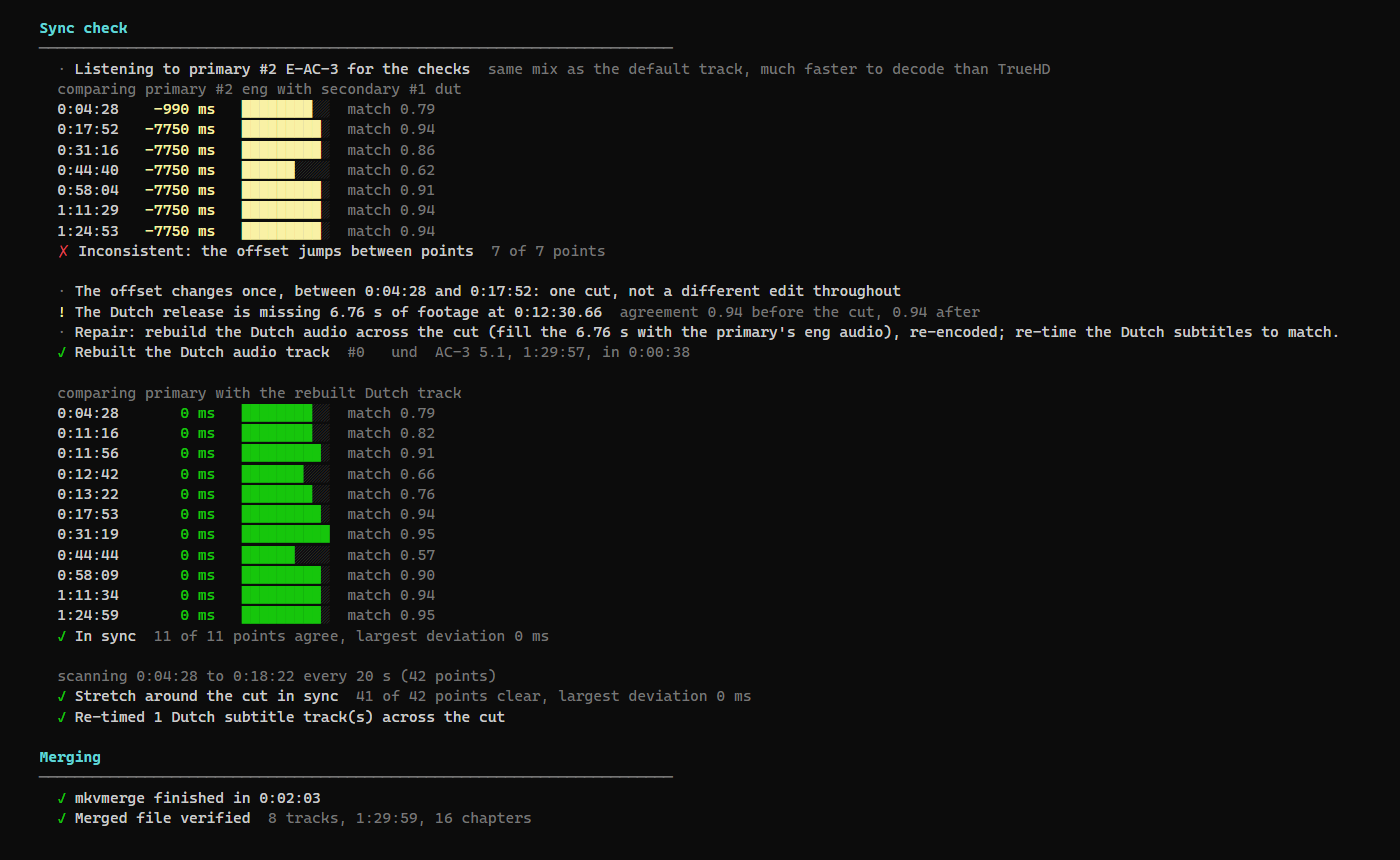 Sync check
· Listening to primary #2 E-AC-3 for the checks  same mix as the default track, much faster to decode than TrueHD
comparing primary #2 eng with secondary #1 dut
0:04:28    -990 ms    match 0.79
0:17:52   -7750 ms    match 0.94
0:31:16   -7750 ms    match 0.86
0:44:40   -7750 ms    match 0.62
0:58:04   -7750 ms    match 0.91
1:11:29   -7750 ms    match 0.94
1:24:53   -7750 ms    match 0.94
✗ Inconsistent: the offset jumps between points  7 of 7 points
· The offset changes once, between 0:04:28 and 0:17:52: one cut, not a different edit throughout
! The Dutch release is missing 6.76 s of footage at 0:12:30.66  agreement 0.94 before the cut, 0.94 after
· Repair: rebuild the Dutch audio across the cut (fill the 6.76 s with the primary's eng audio), re-encoded; re-time the Dutch subtitles to match.
✓ Rebuilt the Dutch audio track  #0   und  AC-3 5.1, 1:29:57, in 0:00:38
comparing primary with the rebuilt Dutch track
0:04:28       0 ms    match 0.79
0:11:16       0 ms    match 0.82
0:11:56       0 ms    match 0.91
0:12:42       0 ms    match 0.66
0:13:22       0 ms    match 0.76
0:17:53       0 ms    match 0.94
0:31:19       0 ms    match 0.95
0:44:44       0 ms    match 0.57
0:58:09       0 ms    match 0.90
1:11:34       0 ms    match 0.94
1:24:59       0 ms    match 0.95
✓ In sync  11 of 11 points agree, largest deviation 0 ms
scanning 0:04:28 to 0:18:22 every 20 s (42 points)
✓ Stretch around the cut in sync  41 of 42 points clear, largest deviation 0 ms
✓ Re-timed 1 Dutch subtitle track(s) across the cut
Merging
✓ mkvmerge finished in 0:02:03
✓ Merged file verified  8 tracks, 1:29:59, 16 chapters